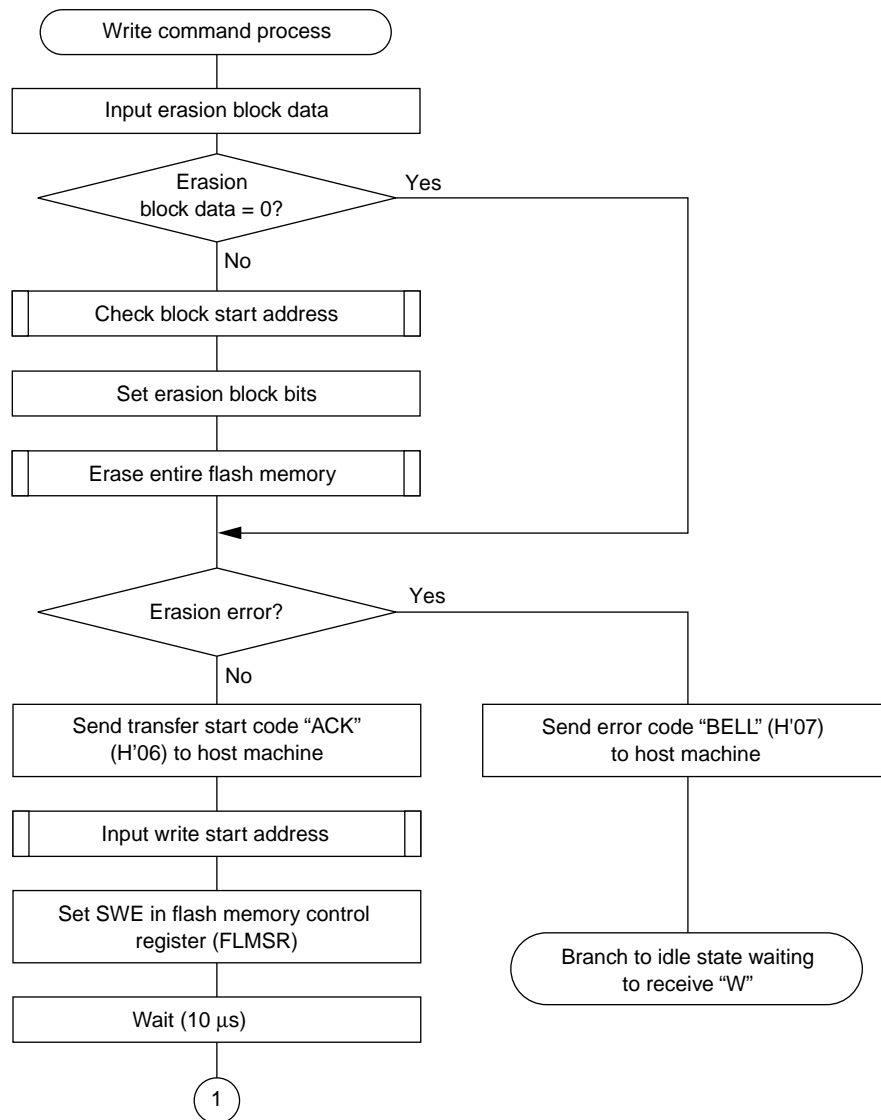 Write command process
Input erasion block data
Erasion
block data = 0?
Yes
No
Check block start address
Set erasion block bits
Erase entire flash memory
Erasion error?
Yes
No
Send transfer start code “ACK”
(H'06) to host machine
Send error code “BELL” (H'07)
to host machine
Input write start address
Set SWE in flash memory control
register (FLMSR)
Branch to idle state waiting
to receive “W”
Wait (10 µs)
1